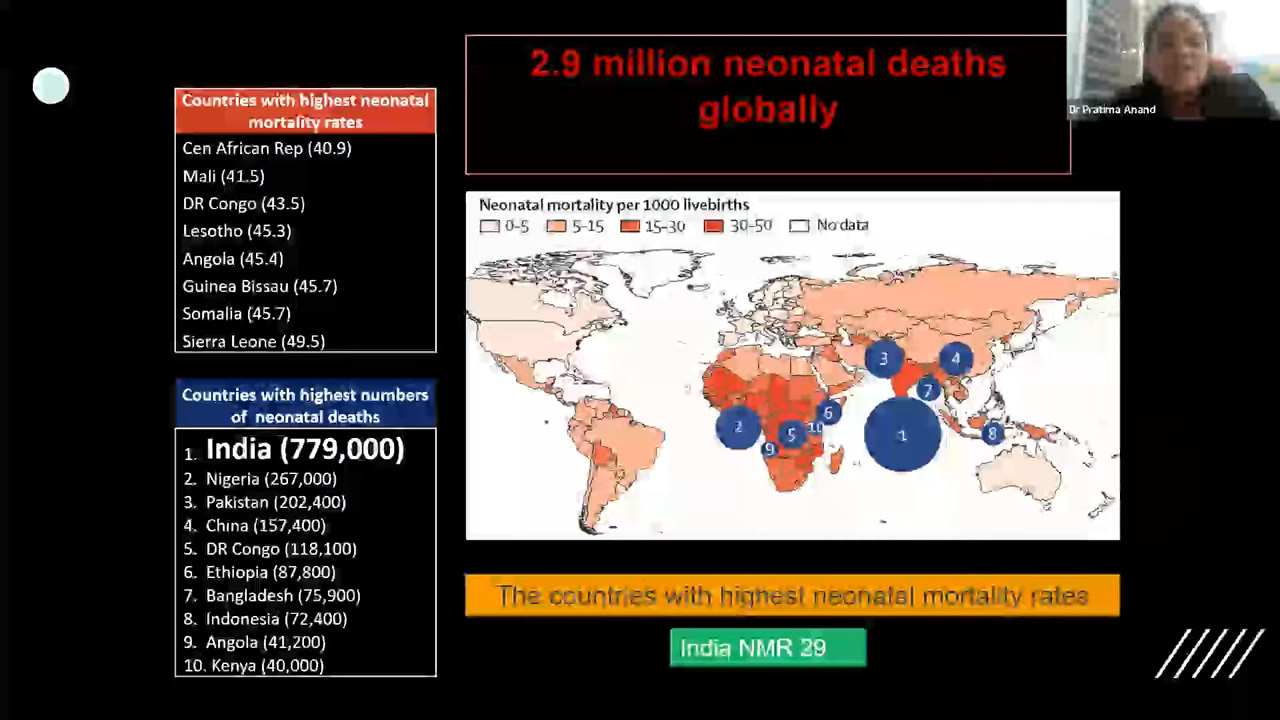 2.9 million neonatal deaths
globally
Dr Pratima Anand
Countries with highest neonatal
mortality rates
Cen African Rep (40.9)
Mali (41.5)
DR Congo (43.5)
Lesotho (45.3)
Angola (45.4)
Guinea Bissau (45.7)
Somalia (45.7)
Sierra Leone (49.5)
Countries with highest numbers
of neonatal deaths
1. India (779,000)
2. Nigeria (267,000)
3. Pakistan (202,400)
4. China (157,400)
5. DR Congo (118,100)
6. Ethiopia (87,800)
7. Bangladesh (75,900)
8. Indonesia (72,400)
9. Angola (41,200)
10. Kenya (40,000)
Neonatal mortality per 1000 livebirths
0-5 5-15 15-30 30-50 No data
3
4
7
6
2
5
10
1
8
9
The countries with highest neonatal mortality rates
India NMR 29